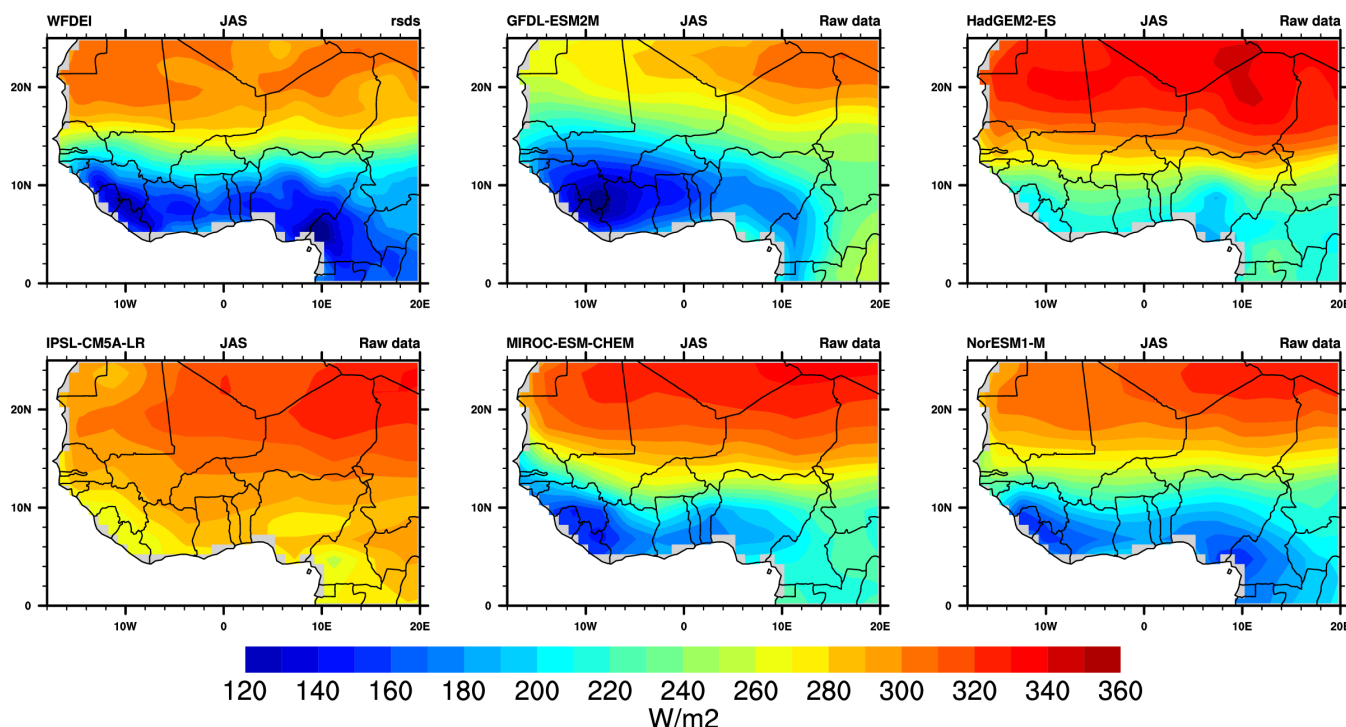 WFDEI JAS rsds
GFDL-ESM2M JAS Raw data
HadGEM2-ES JAS Raw data
20N
10N
0
10W 0 10E 20E
20N
10N
0
10W 0 10E 20E
20N
10N
0
10W 0 10E 20E
IPSL-CM5A-LR JAS Raw data
MIROC-ESM-CHEM JAS Raw data
NorESM1-M JAS Raw data
20N
10N
0
10W 0 10E 20E
20N
10N
0
10W 0 10E 20E
20N
10N
0
10W 0 10E 20E
120 140 160 180 200 220 240 260 280 300 320 340 360
W/m2